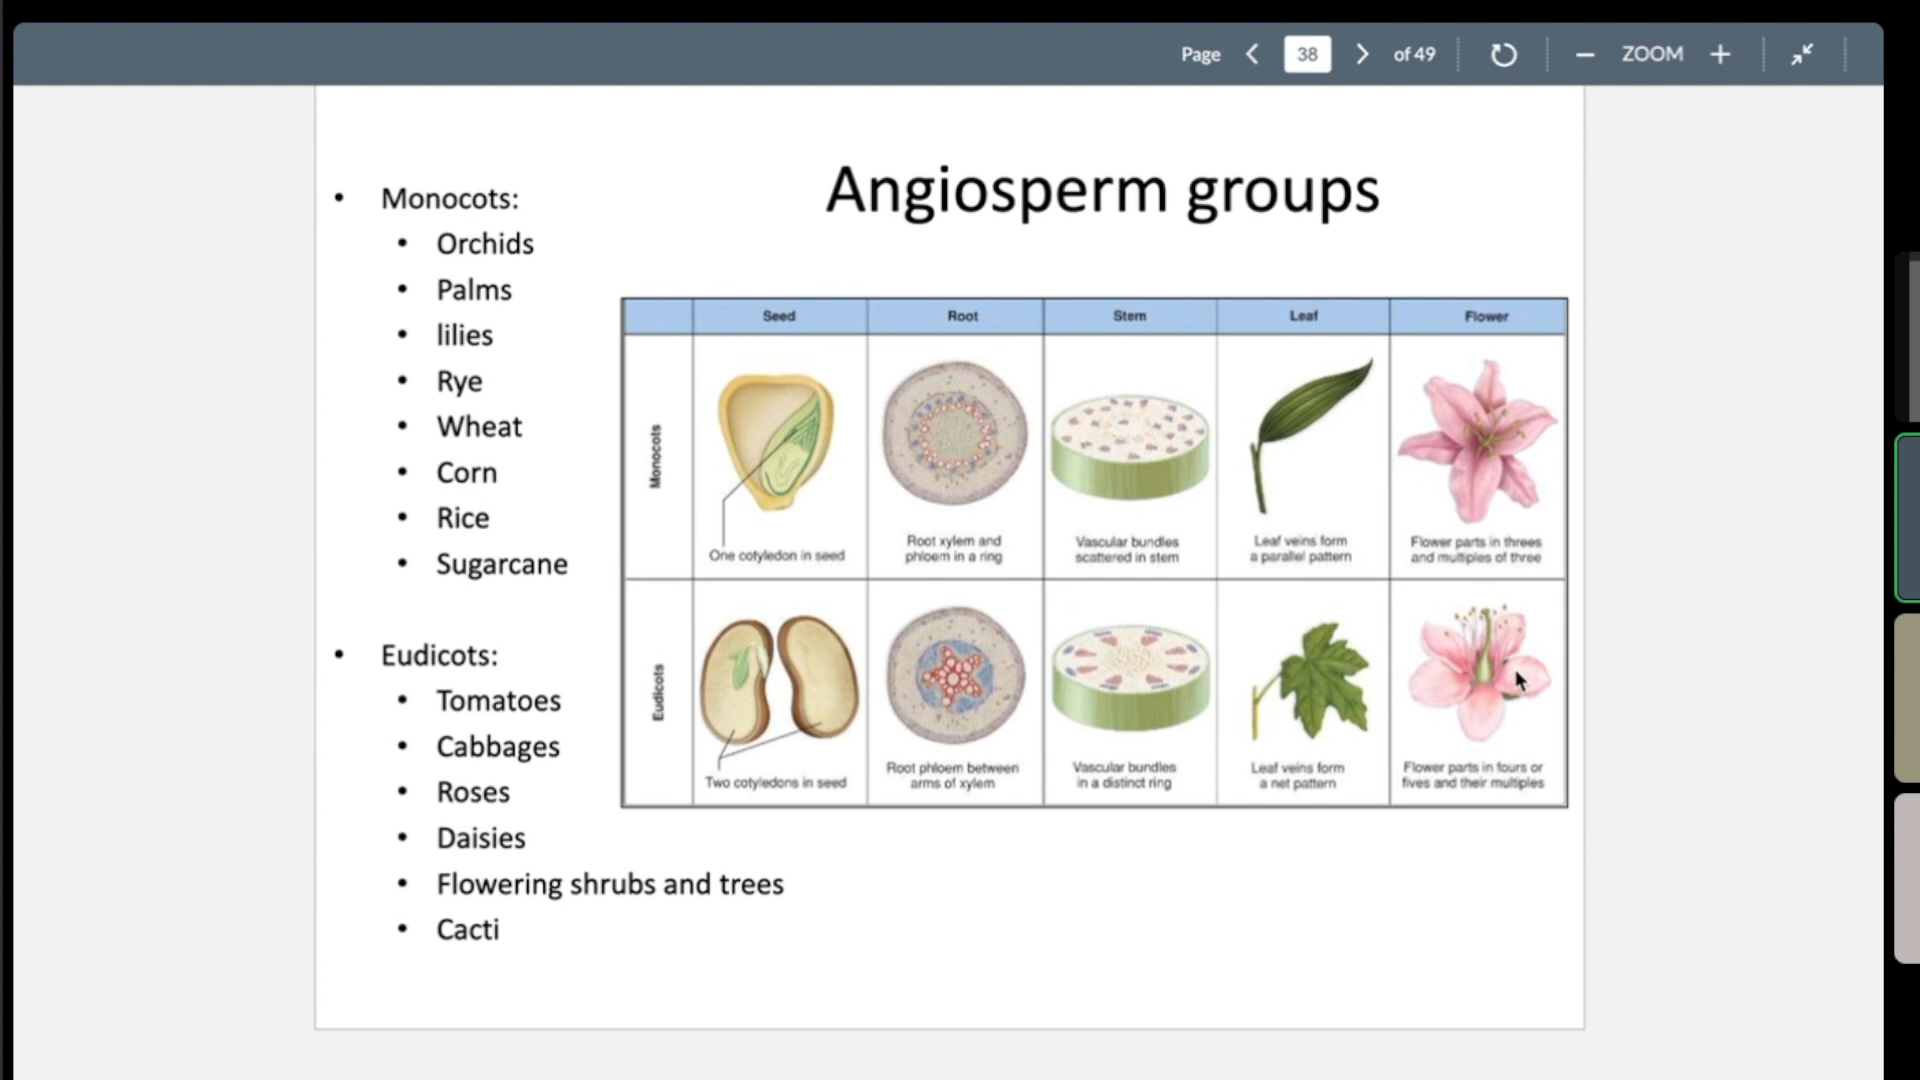 Page 38 of 49 ZOOM
Angiosperm groups
• Monocots:
• Orchids
• Palms
• lilies
• Rye
• Wheat
• Corn
• Rice
• Sugarcane
• Eudicots:
• Tomatoes
• Cabbages
• Roses
• Daisies
• Flowering shrubs and trees
• Cacti
Seed Root Stem Leaf Flower
Monocots
One cotyledon in seed
Root xylem and
phloem in a ring
Vascular bundles
scattered in stem
Leaf veins form
a parallel pattern
Flower parts in threes
and multiples of three
Eudicots
Two cotyledons in seed
Root phloem between
arms of xylem
Vascular bundles
in a distinct ring
Leaf veins form
a net pattern
Flower parts in fours or
fives and their multiples